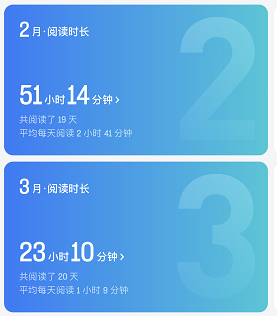 2月·阅读时长
51小时14分钟>
共阅读了 19 天
平均每天阅读 2 小时 41 分钟
3月·阅读时长
23小时10分钟>
共阅读了 20 天
平均每天阅读 1 小时 9 分钟
2
3